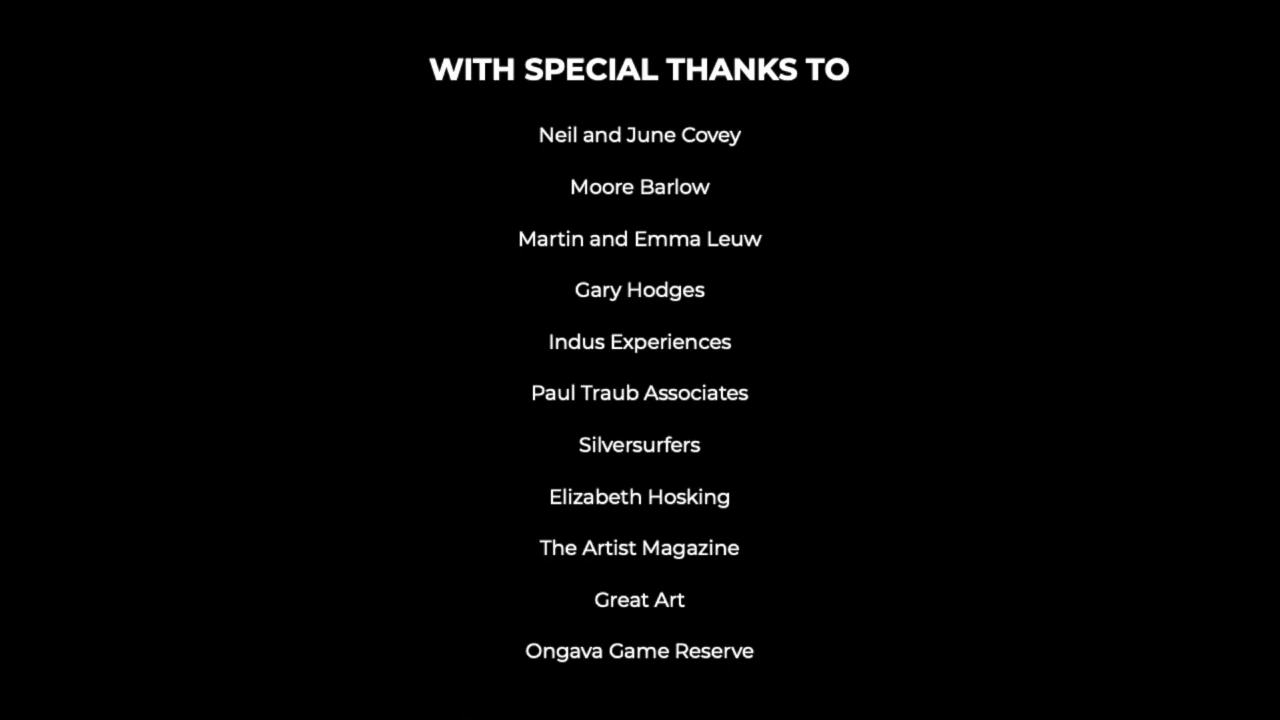 WITH SPECIAL THANKS TO
Neil and June Covey
Moore Barlow
Martin and Emma Leuw
Gary Hodges
Indus Experiences
Paul Traub Associates
Silversurfers
Elizabeth Hosking
The Artist Magazine
Great Art
Ongava Game Reserve